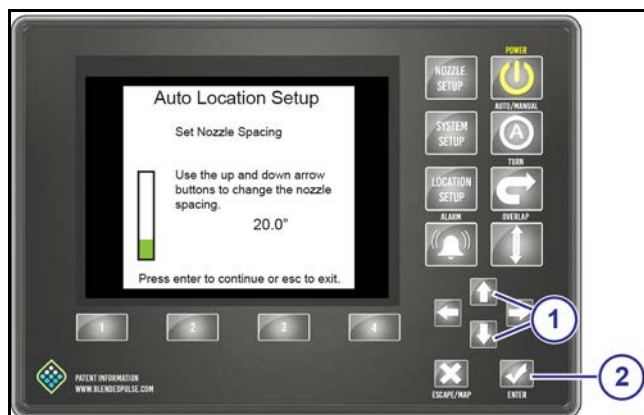 POWER
NOZZLE
SETUP
AUTO/MANUAL
Auto Location Setup
Set Nozzle Spacing
SYSTEM
SETUP
A
TURN
Use the up and down arrow
buttons to change the nozzle
spacing.
20.0"
LOCATION
SETUP
ALARM
OVERLAP
Press enter to continue or esc to exit.
1
2
3
4
1
2
PATENT INFORMATION
WWW.BLENDEDPULSE.COM
ESCAPE/MAP
ENTER